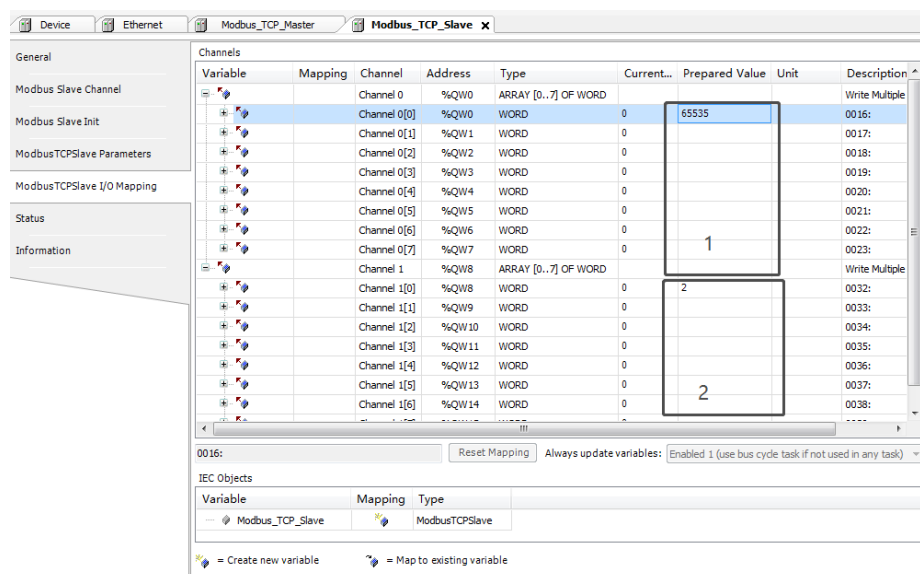 Device Ethernet Modbus_TCP_Master Modbus_TCP_Slave
General
Modbus Slave Channel
Modbus Slave Init
ModbusTCPSlave Parameters
ModbusTCPSlave I/O Mapping
Status
Information
Channels
Variable Mapping Channel Address Type Current... Prepared Value Unit Description
Channel 0 %QW0 ARRAY [0..7] OF WORD Write Multiple
Channel 0[0] %QW0 WORD 0 65535 0016:
Channel 0[1] %QW1 WORD 0 0017:
Channel 0[2] %QW2 WORD 0 0018:
Channel 0[3] %QW3 WORD 0 0019:
Channel 0[4] %QW4 WORD 0 0020:
Channel 0[5] %QW5 WORD 0 0021:
Channel 0[6] %QW6 WORD 0 0022:
Channel 0[7] %QW7 WORD 0 0023:
1
Channel 1 %QW8 ARRAY [0..7] OF WORD Write Multiple
Channel 1[0] %QW8 WORD 0 2 0032:
Channel 1[1] %QW9 WORD 0 0033:
Channel 1[2] %QW10 WORD 0 0034:
Channel 1[3] %QW11 WORD 0 0035:
Channel 1[4] %QW12 WORD 0 0036:
Channel 1[5] %QW13 WORD 0 0037:
2
Channel 1[6] %QW14 WORD 0 0038:
0016: Reset Mapping Always update variables: Enabled 1 (use bus cycle task if not used in any task)
IEC Objects
Variable Mapping Type
Modbus_TCP_Slave ModbusTCPSlave
= Create new variable = Map to existing variable